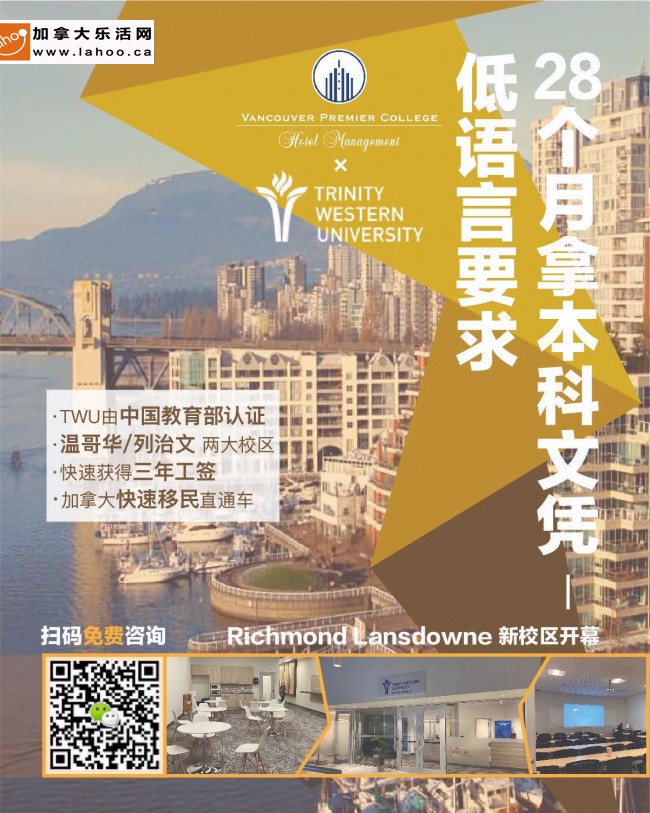 加拿大乐活网
www.lahoo.ca
VANCOUVER PREMIER COLLEGE
Hotel Management
×
TRINITY
WESTERN
UNIVERSITY
28个月拿本科文凭
低语言要求
·TWU由中国教育部认证
·温哥华/列治文 两大校区
·快速获得三年工签
·加拿大快速移民直通车
扫码免费咨询
Richmond Lansdowne 新校区开幕